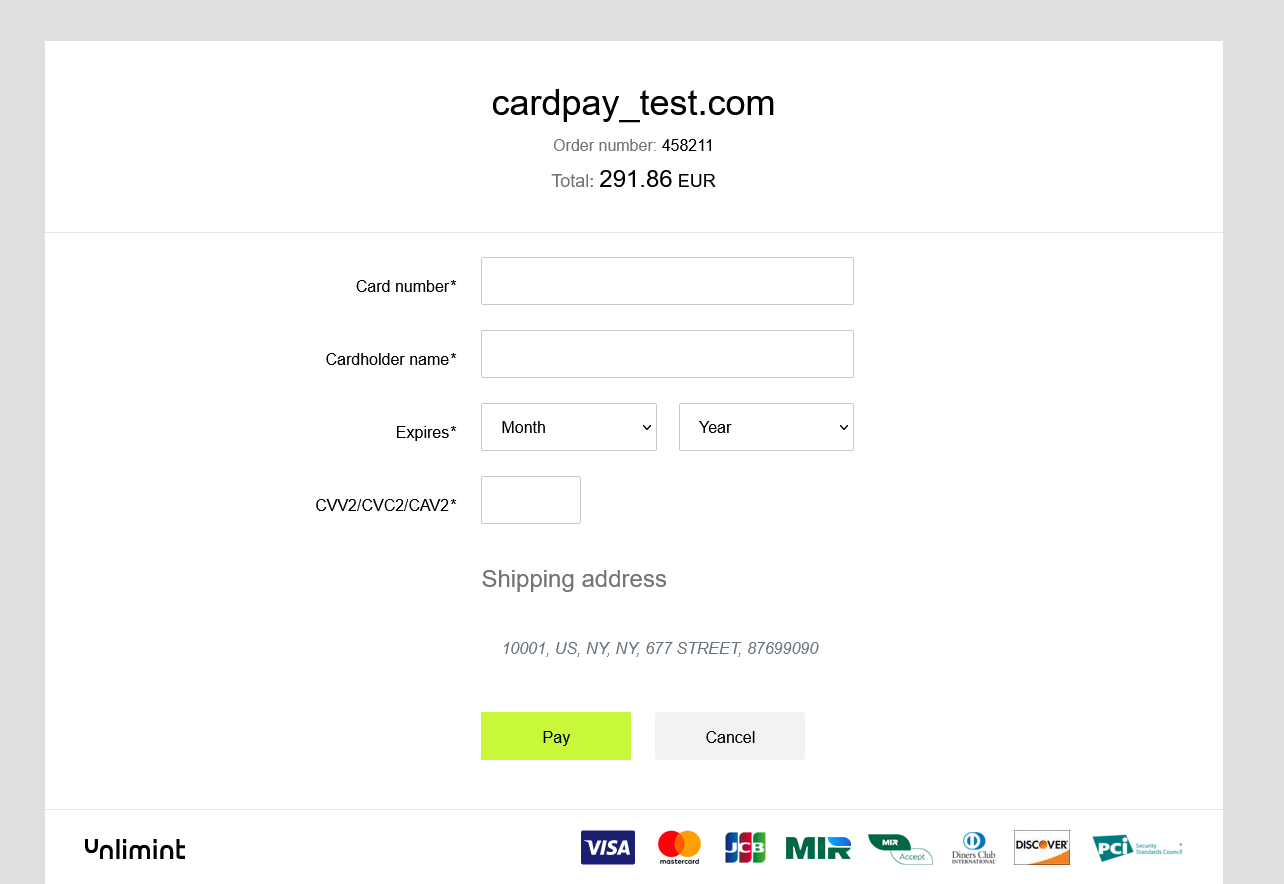 cardpay_test.com
Order number: 458211
Total: 291.86 EUR
Card number*
Cardholder name*
Expires* Month Year
CVV2/CVC2/CAV2*
Shipping address
10001, US, NY, NY, 677 STREET, 87699090
Pay Cancel
unlimint VISA mastercard JCB MIR MIR Accept Diners Club INTERNATIONAL DISCOVER PCi Security Standards Council